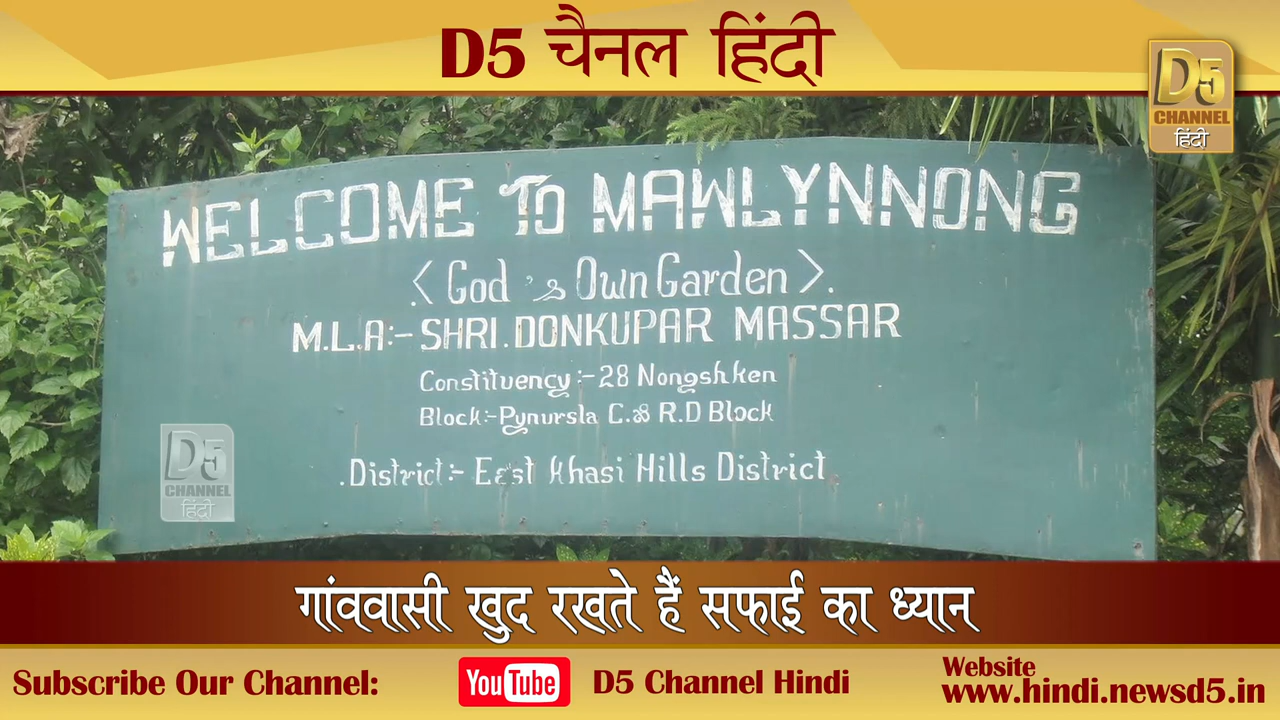 D5 चैनल हिंदी
D5
CHANNEL
हिंदी
WELCOME TO MAWLYNNONG
<God's Own Garden>.
M.L.A:- SHRI. DONKUPAR MASSAR
Constituency:-28 Nongshken
Block:-Pynursla C.& R.D Block
.District:- East Khasi Hills District
D5
CHANNEL
हिंदी
गांववासी खुद रखते हैं सफाई का ध्यान
Subscribe Our Channel: YouTube D5 Channel Hindi
Website
www.hindi.newsd5.in